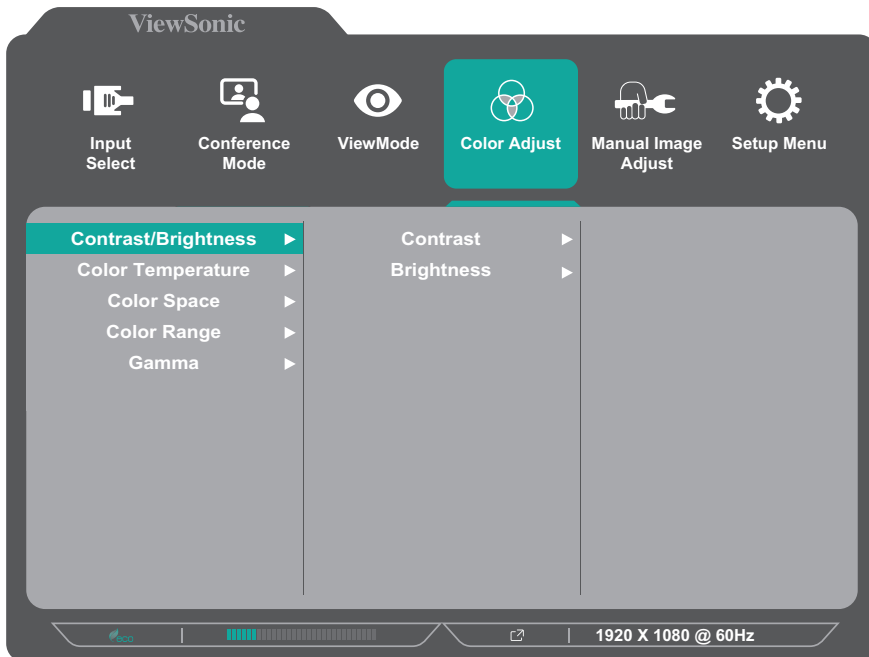 ViewSonic
Input
Select
Conference
Mode
ViewMode
Color Adjust
Manual Image
Adjust
Setup Menu
Contrast/Brightness
Color Temperature
Color Space
Color Range
Gamma
Contrast
Brightness
eco
1920 X 1080 @ 60Hz